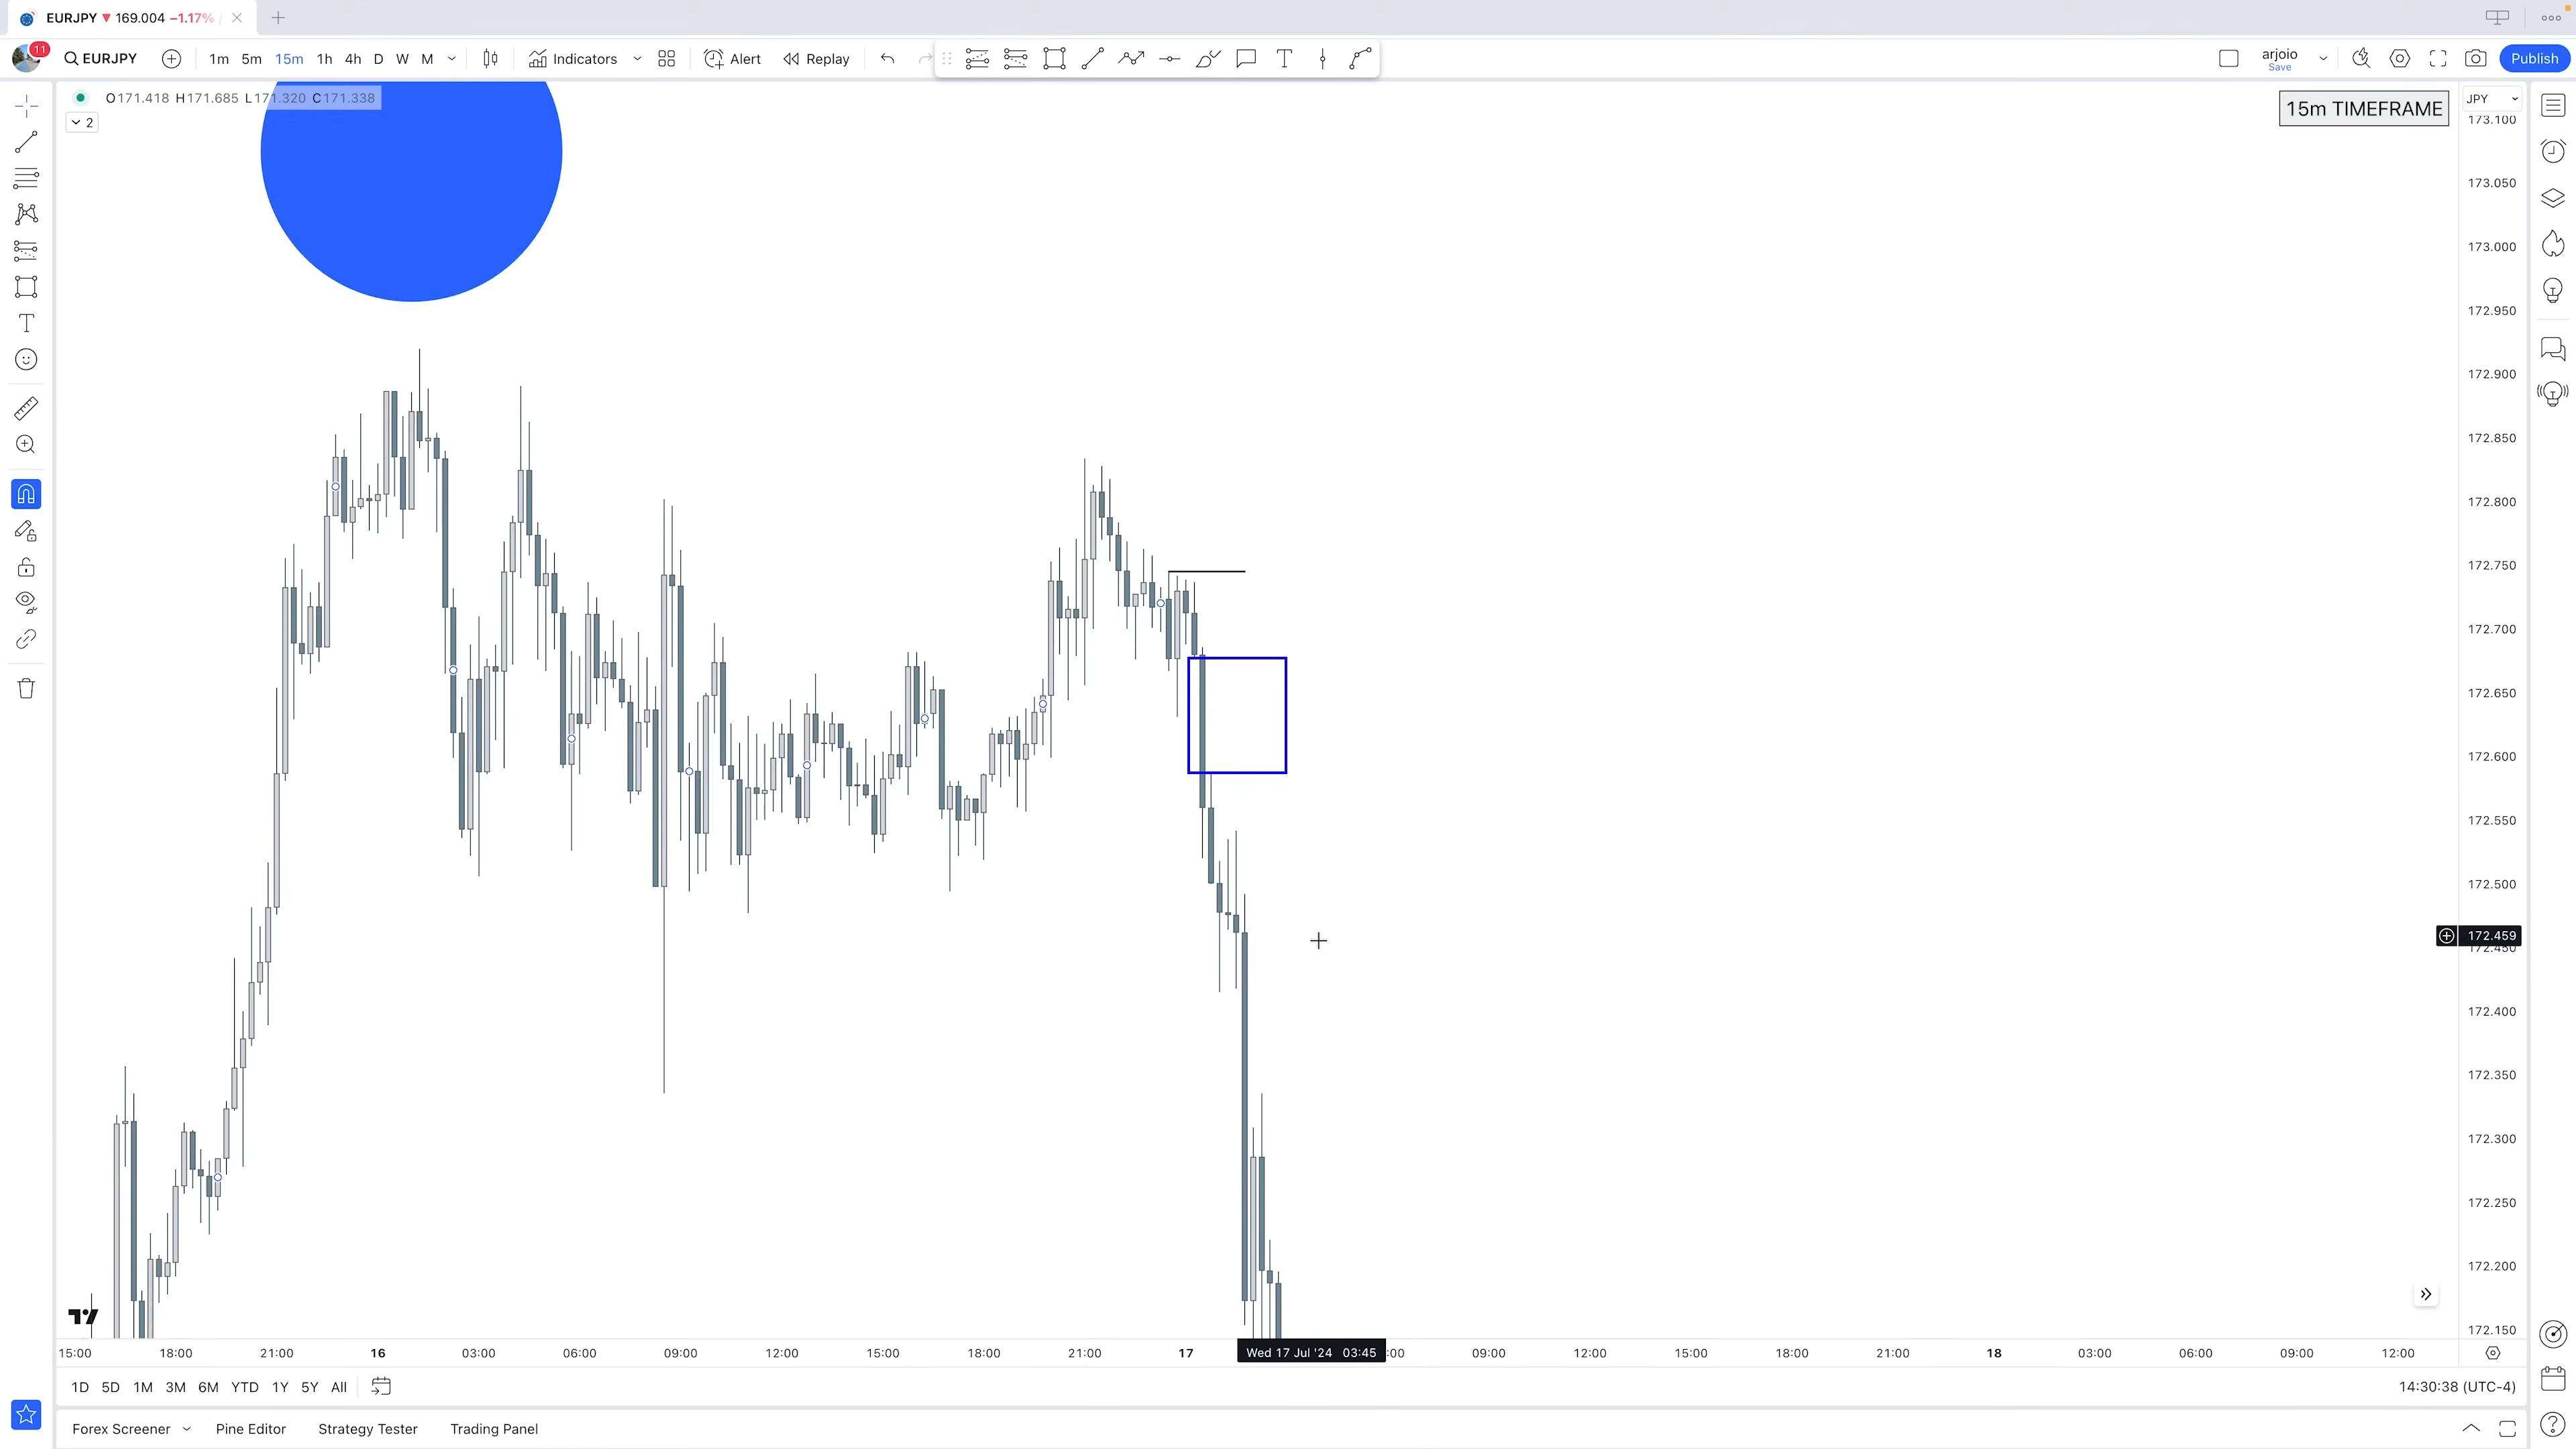 EURJPY ▼ 169.004 −1.17% /
11 EURJPY 1m 5m 15m 1h 4h D W M Indicators Alert Replay arjoio Save Publish
O171.418 H171.685 L171.320 C171.338
2
15m TIMEFRAME
JPY
173.100
173.050
173.000
172.950
172.900
172.850
172.800
172.750
172.700
172.650
172.600
172.550
172.500
172.459
172.450
172.400
172.350
172.300
172.250
172.200
172.150
15:00 18:00 21:00 16 03:00 06:00 09:00 12:00 15:00 18:00 21:00 17 Wed 17 Jul '24 03:45 :00 09:00 12:00 15:00 18:00 21:00 18 03:00 06:00 09:00 12:00
1D 5D 1M 3M 6M YTD 1Y 5Y All 14:30:38 (UTC-4)
Forex Screener Pine Editor Strategy Tester Trading Panel